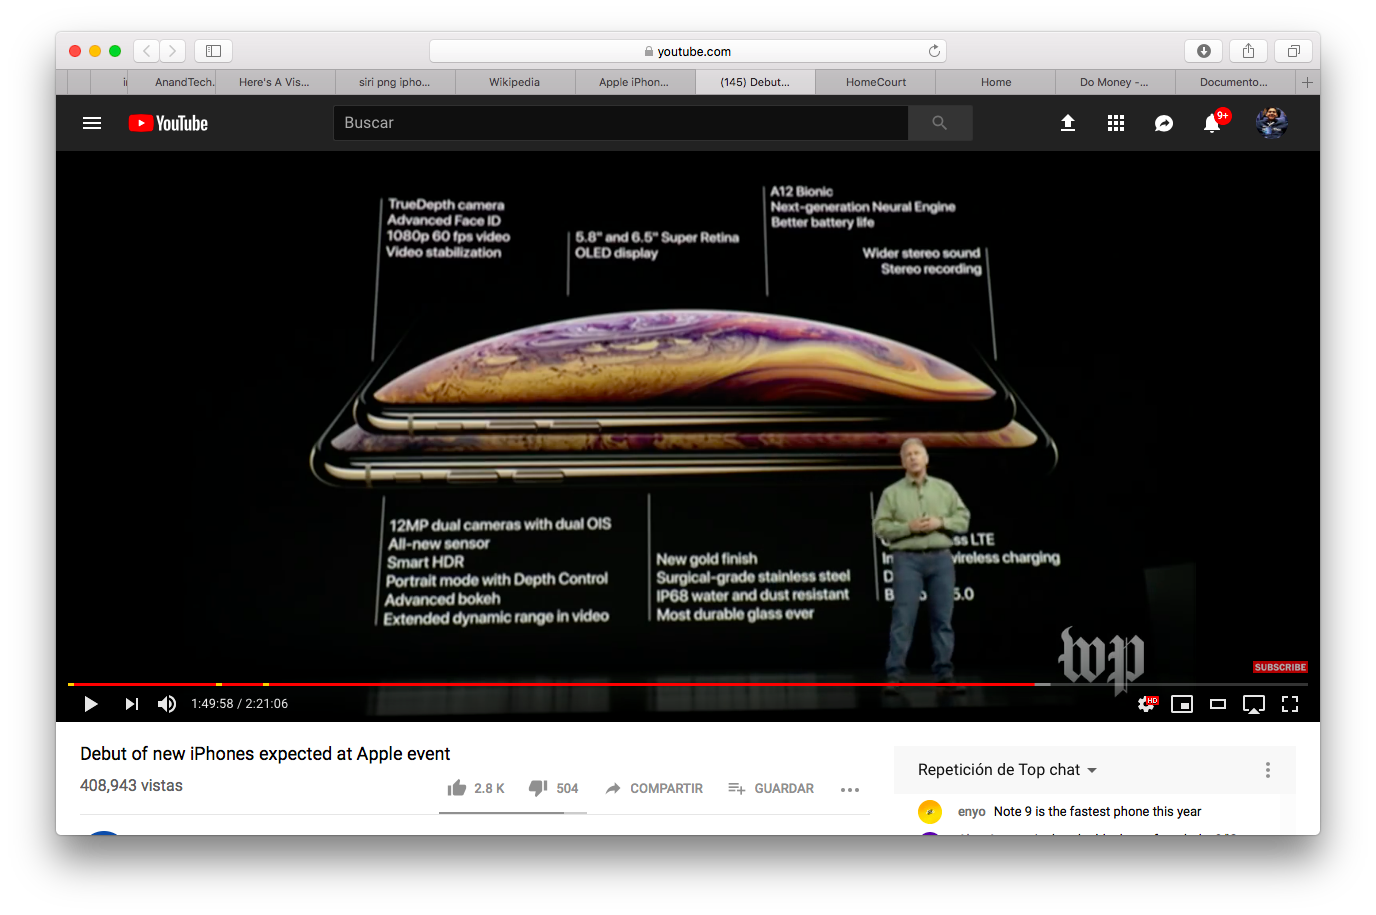 youtube.com
AnandTech.
Here's A Vis...
siri png ipho...
Wikipedia
Apple iPhon...
(145) Debut...
HomeCourt
Home
Do Money -...
Documento...
YouTube
Buscar
9+
TrueDepth camera
Advanced Face ID
1080p 60 fps video
Video stabilization
5.8" and 6.5" Super Retina
OLED display
A12 Bionic
Next-generation Neural Engine
Better battery life
Wider stereo sound
Stereo recording
12MP dual cameras with dual OIS
All-new sensor
Smart HDR
Portrait mode with Depth Control
Advanced bokeh
Extended dynamic range in video
New gold finish
Surgical-grade stainless steel
IP68 water and dust resistant
Most durable glass ever
ss LTE
wireless charging
D
B 5.0
wp
SUBSCRIBE
1:49:58 / 2:21:06
HD
Debut of new iPhones expected at Apple event
408,943 vistas
2.8 K
504
COMPARTIR
GUARDAR
Repetición de Top chat
enyo Note 9 is the fastest phone this year